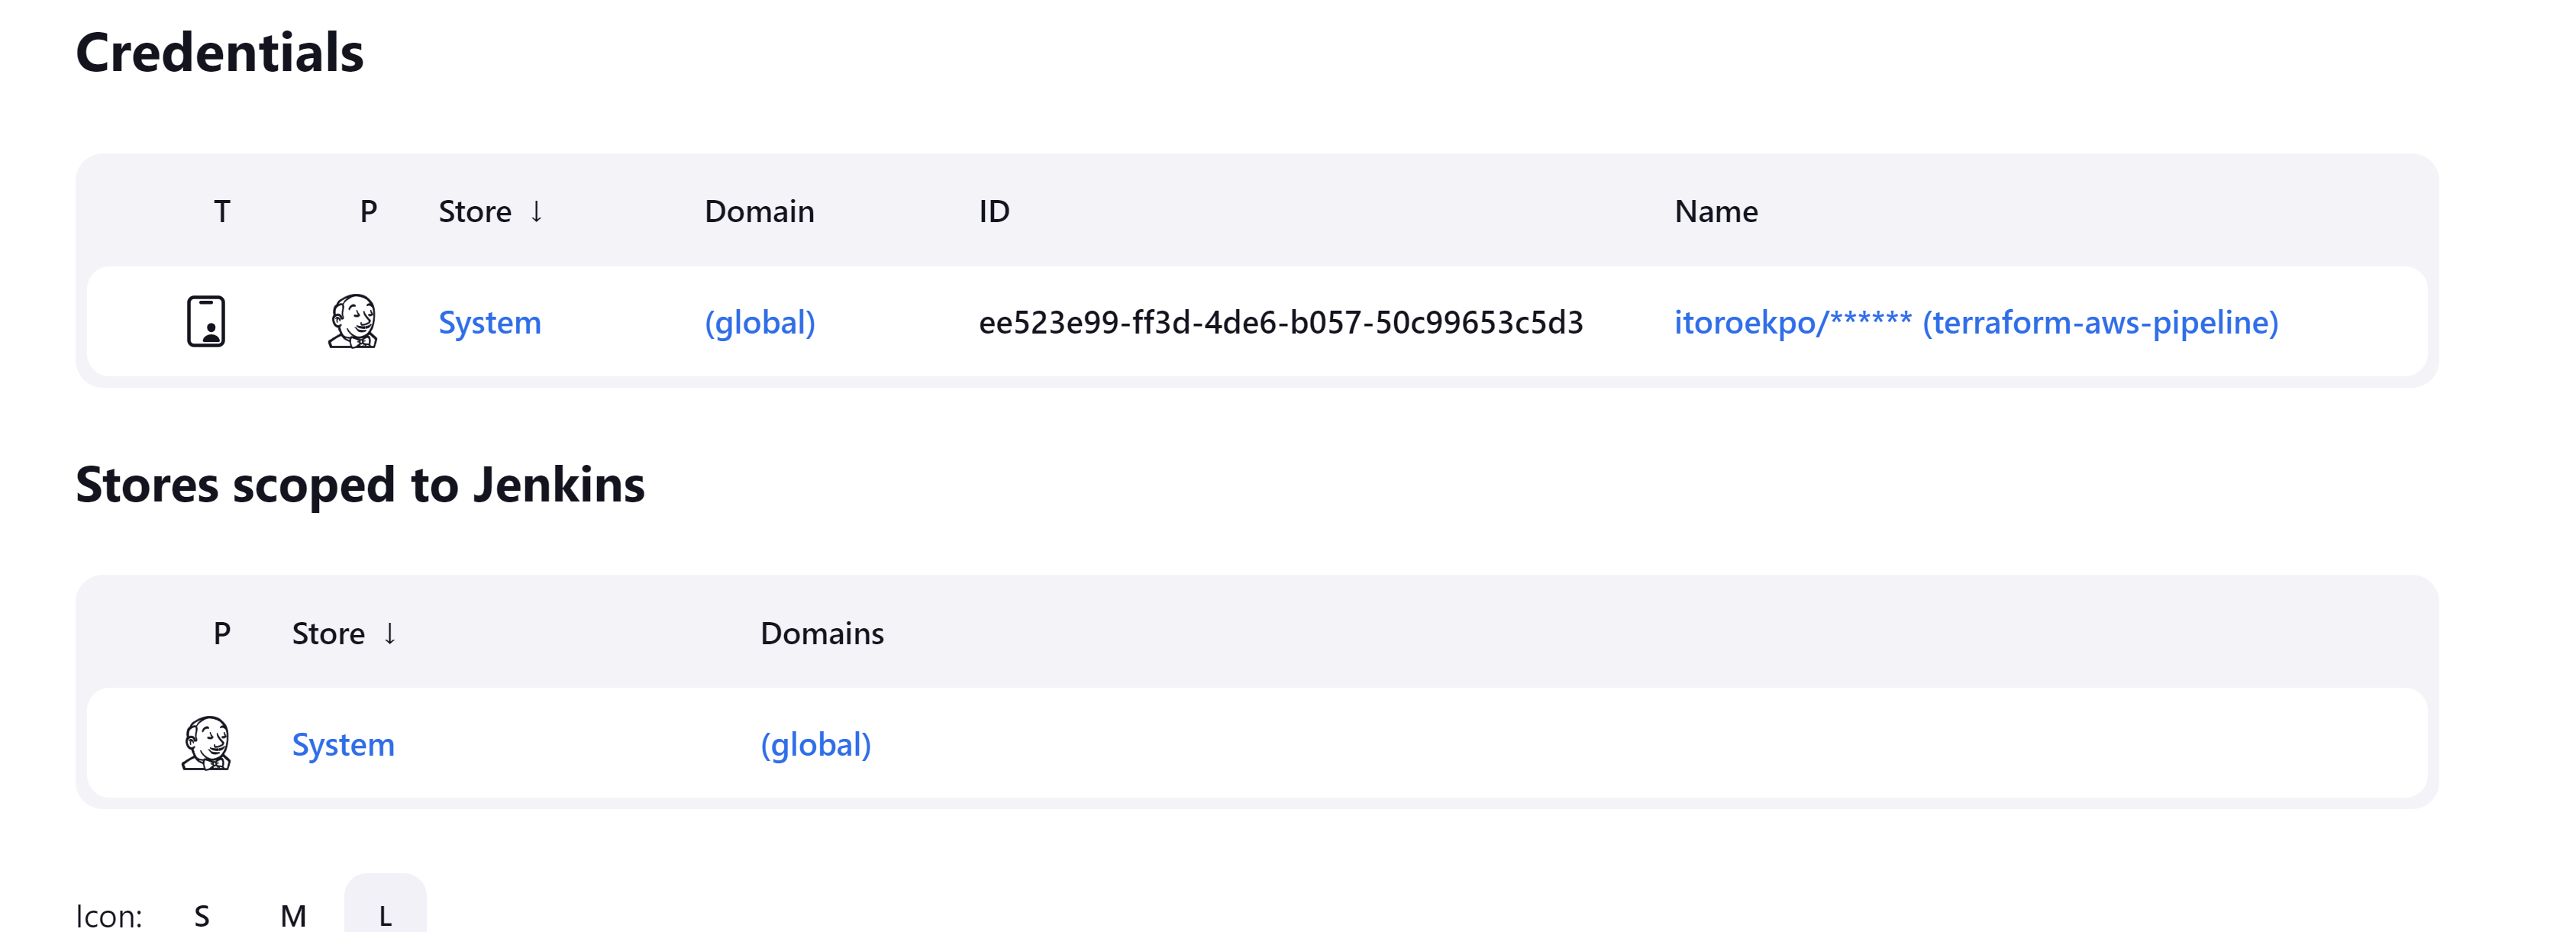 Credentials
T P Store ↓ Domain ID Name
System (global) ee523e99-ff3d-4de6-b057-50c99653c5d3 itoroekpo/****** (terraform-aws-pipeline)
Stores scoped to Jenkins
P Store ↓ Domains
System (global)
Icon: S M L